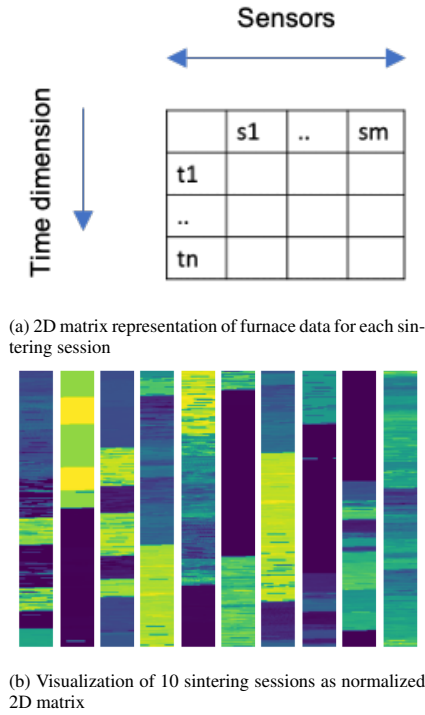 Sensors
Time dimension
s1 .. sm
t1
..
tn
(a) 2D matrix representation of furnace data for each sin-
tering session
(b) Visualization of 10 sintering sessions as normalized
2D matrix